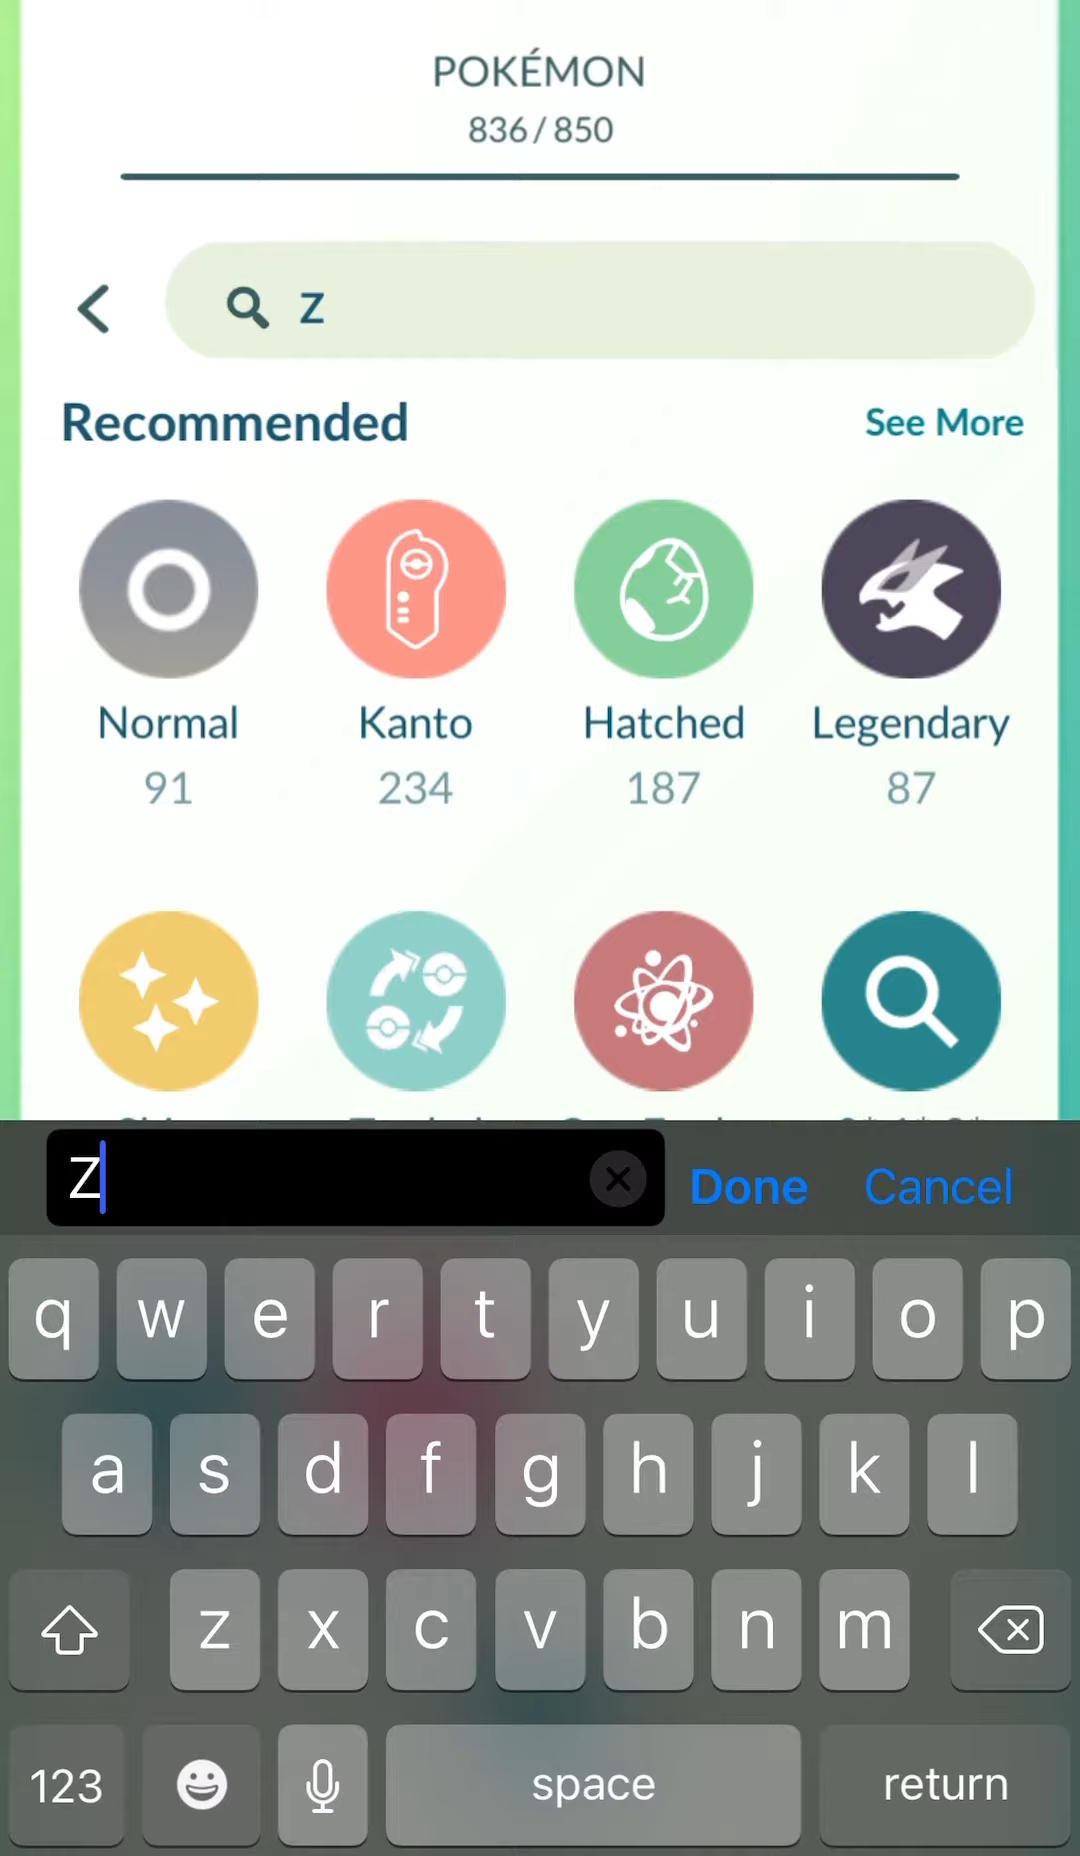 POKÉMON
836 / 850
Z
Recommended
See More
Normal
Kanto
Hatched
Legendary
91
234
187
87
Z
Done
Cancel
q w e r t y u i o p
a s d f g h j k l
z x c v b n m
123
space
return